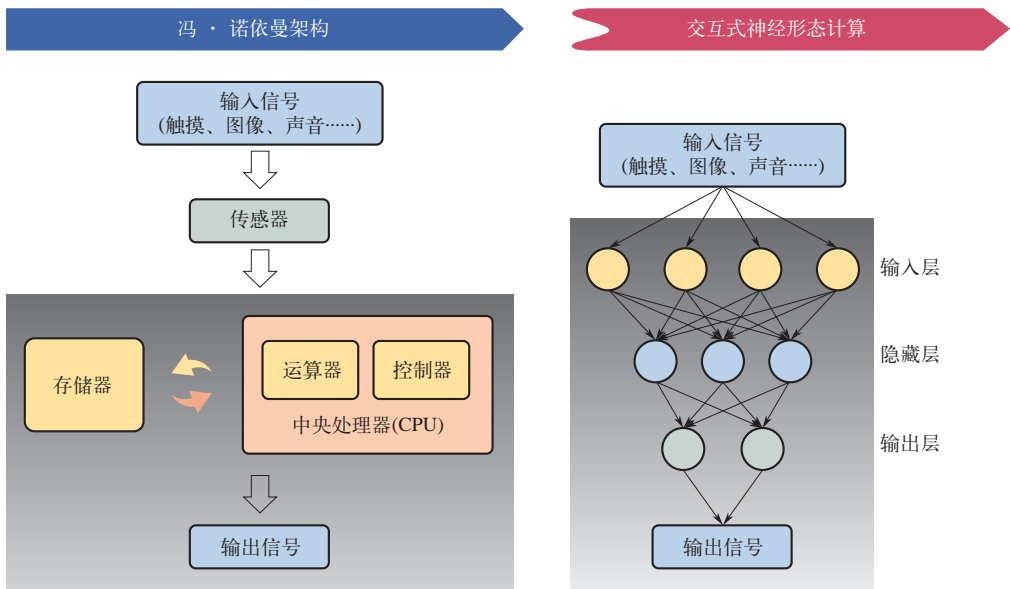 冯 · 诺依曼架构
输入信号
(触摸、图像、声音……)
传感器
存储器
运算器
控制器
中央处理器(CPU)
输出信号
交互式神经形态计算
输入信号
(触摸、图像、声音……)
输入层
隐藏层
输出层
输出信号